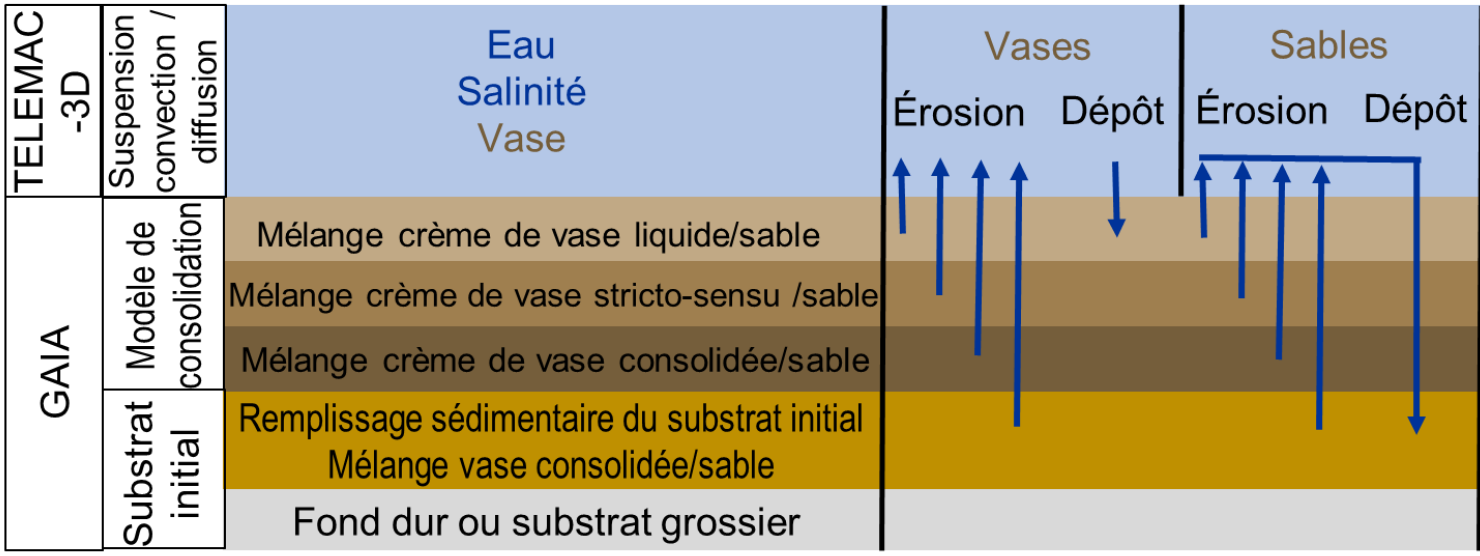 TELEMAC
-3D
Suspension
convection /
diffusion
Eau
Salinité
Vase
Vases
Érosion Dépôt
Sables
Érosion Dépôt
GAIA
Modèle de
consolidation
Mélange crème de vase liquide/sable
Mélange crème de vase stricto-sensu /sable
Mélange crème de vase consolidée/sable
Substrat
initial
Remplissage sédimentaire du substrat initial
Mélange vase consolidée/sable
Fond dur ou substrat grossier